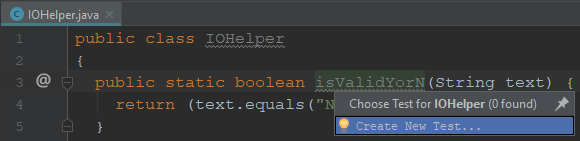 IOHelper.java ×
1 public class IOHelper
2 {
3 @ public static boolean isValidYorN(String text) {
4 return (text.equals("N
Choose Test for IOHelper (0 found)
Create New Test...
5 }